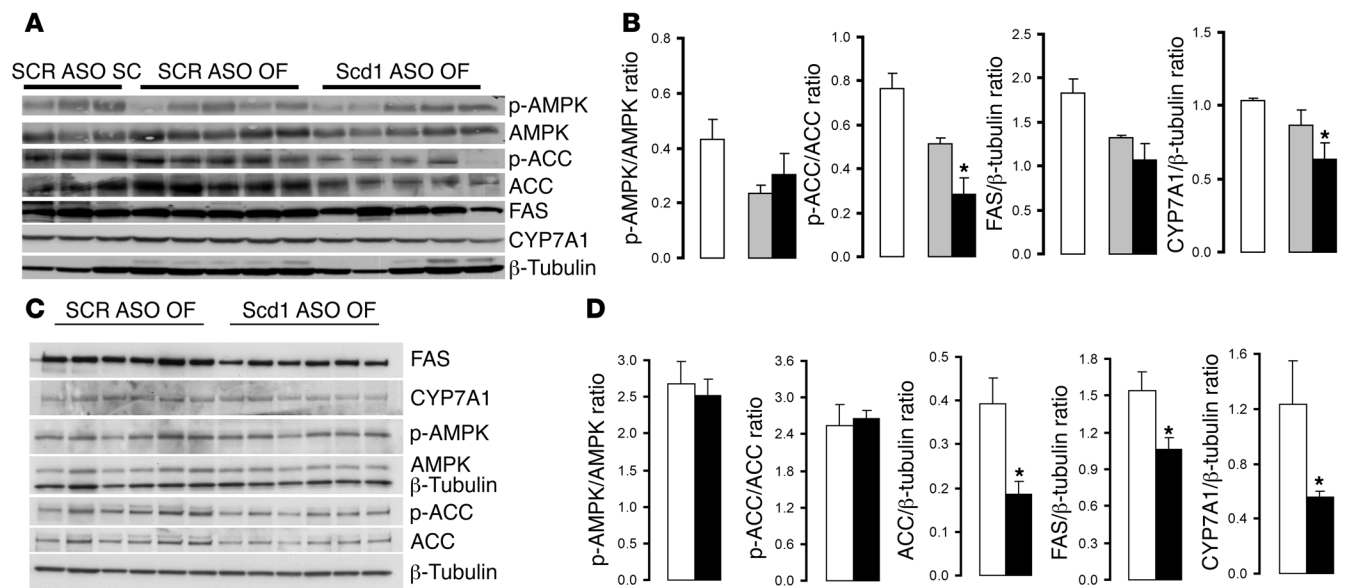 A
SCR ASO SC SCR ASO OF Scd1 ASO OF
p-AMPK
AMPK
p-ACC
ACC
FAS
CYP7A1
β-Tubulin
B
p-AMPK/AMPK ratio
0.8
0.6
0.4
0.2
0.0
p-ACC/ACC ratio
1.0
0.8
0.6
0.4
0.2
0.0
*
FAS/β-tubulin ratio
2.5
2.0
1.5
1.0
0.5
0.0
CYP7A1/β-tubulin ratio
1.5
1.0
0.5
0.0
*
C
SCR ASO OF Scd1 ASO OF
FAS
CYP7A1
p-AMPK
AMPK
β-Tubulin
p-ACC
ACC
β-Tubulin
D
p-AMPK/AMPK ratio
3.0
2.5
2.0
1.5
1.0
0.5
0.0
p-ACC/ACC ratio
3.6
3.0
2.4
1.8
1.2
0.6
0.0
ACC/β-tubulin ratio
0.5
0.4
0.3
0.2
0.1
0.0
*
FAS/β-tubulin ratio
1.8
1.5
1.2
0.9
0.6
0.3
0.0
*
CYP7A1/β-tubulin ratio
1.6
1.2
0.8
0.4
0.0
*